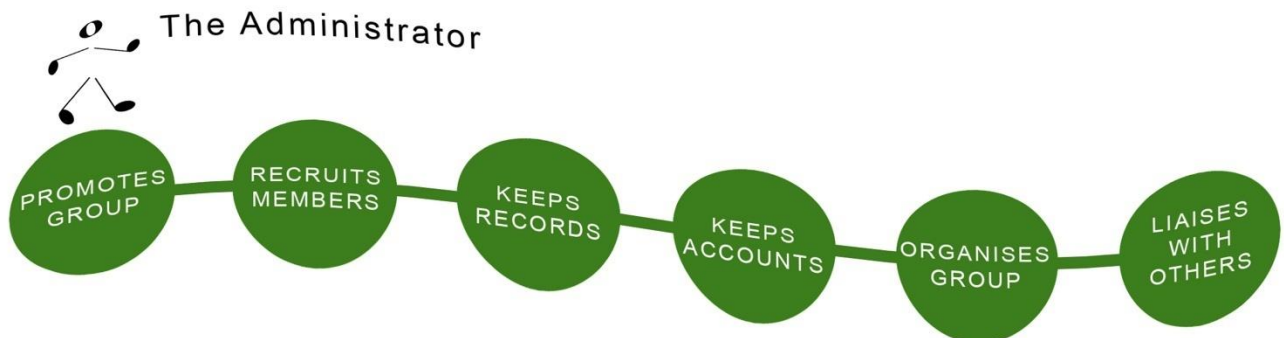 The Administrator
PROMOTES
GROUP
RECRUITS
MEMBERS
KEEPS
RECORDS
KEEPS
ACCOUNTS
ORGANISES
GROUP
LIAISES
WITH
OTHERS